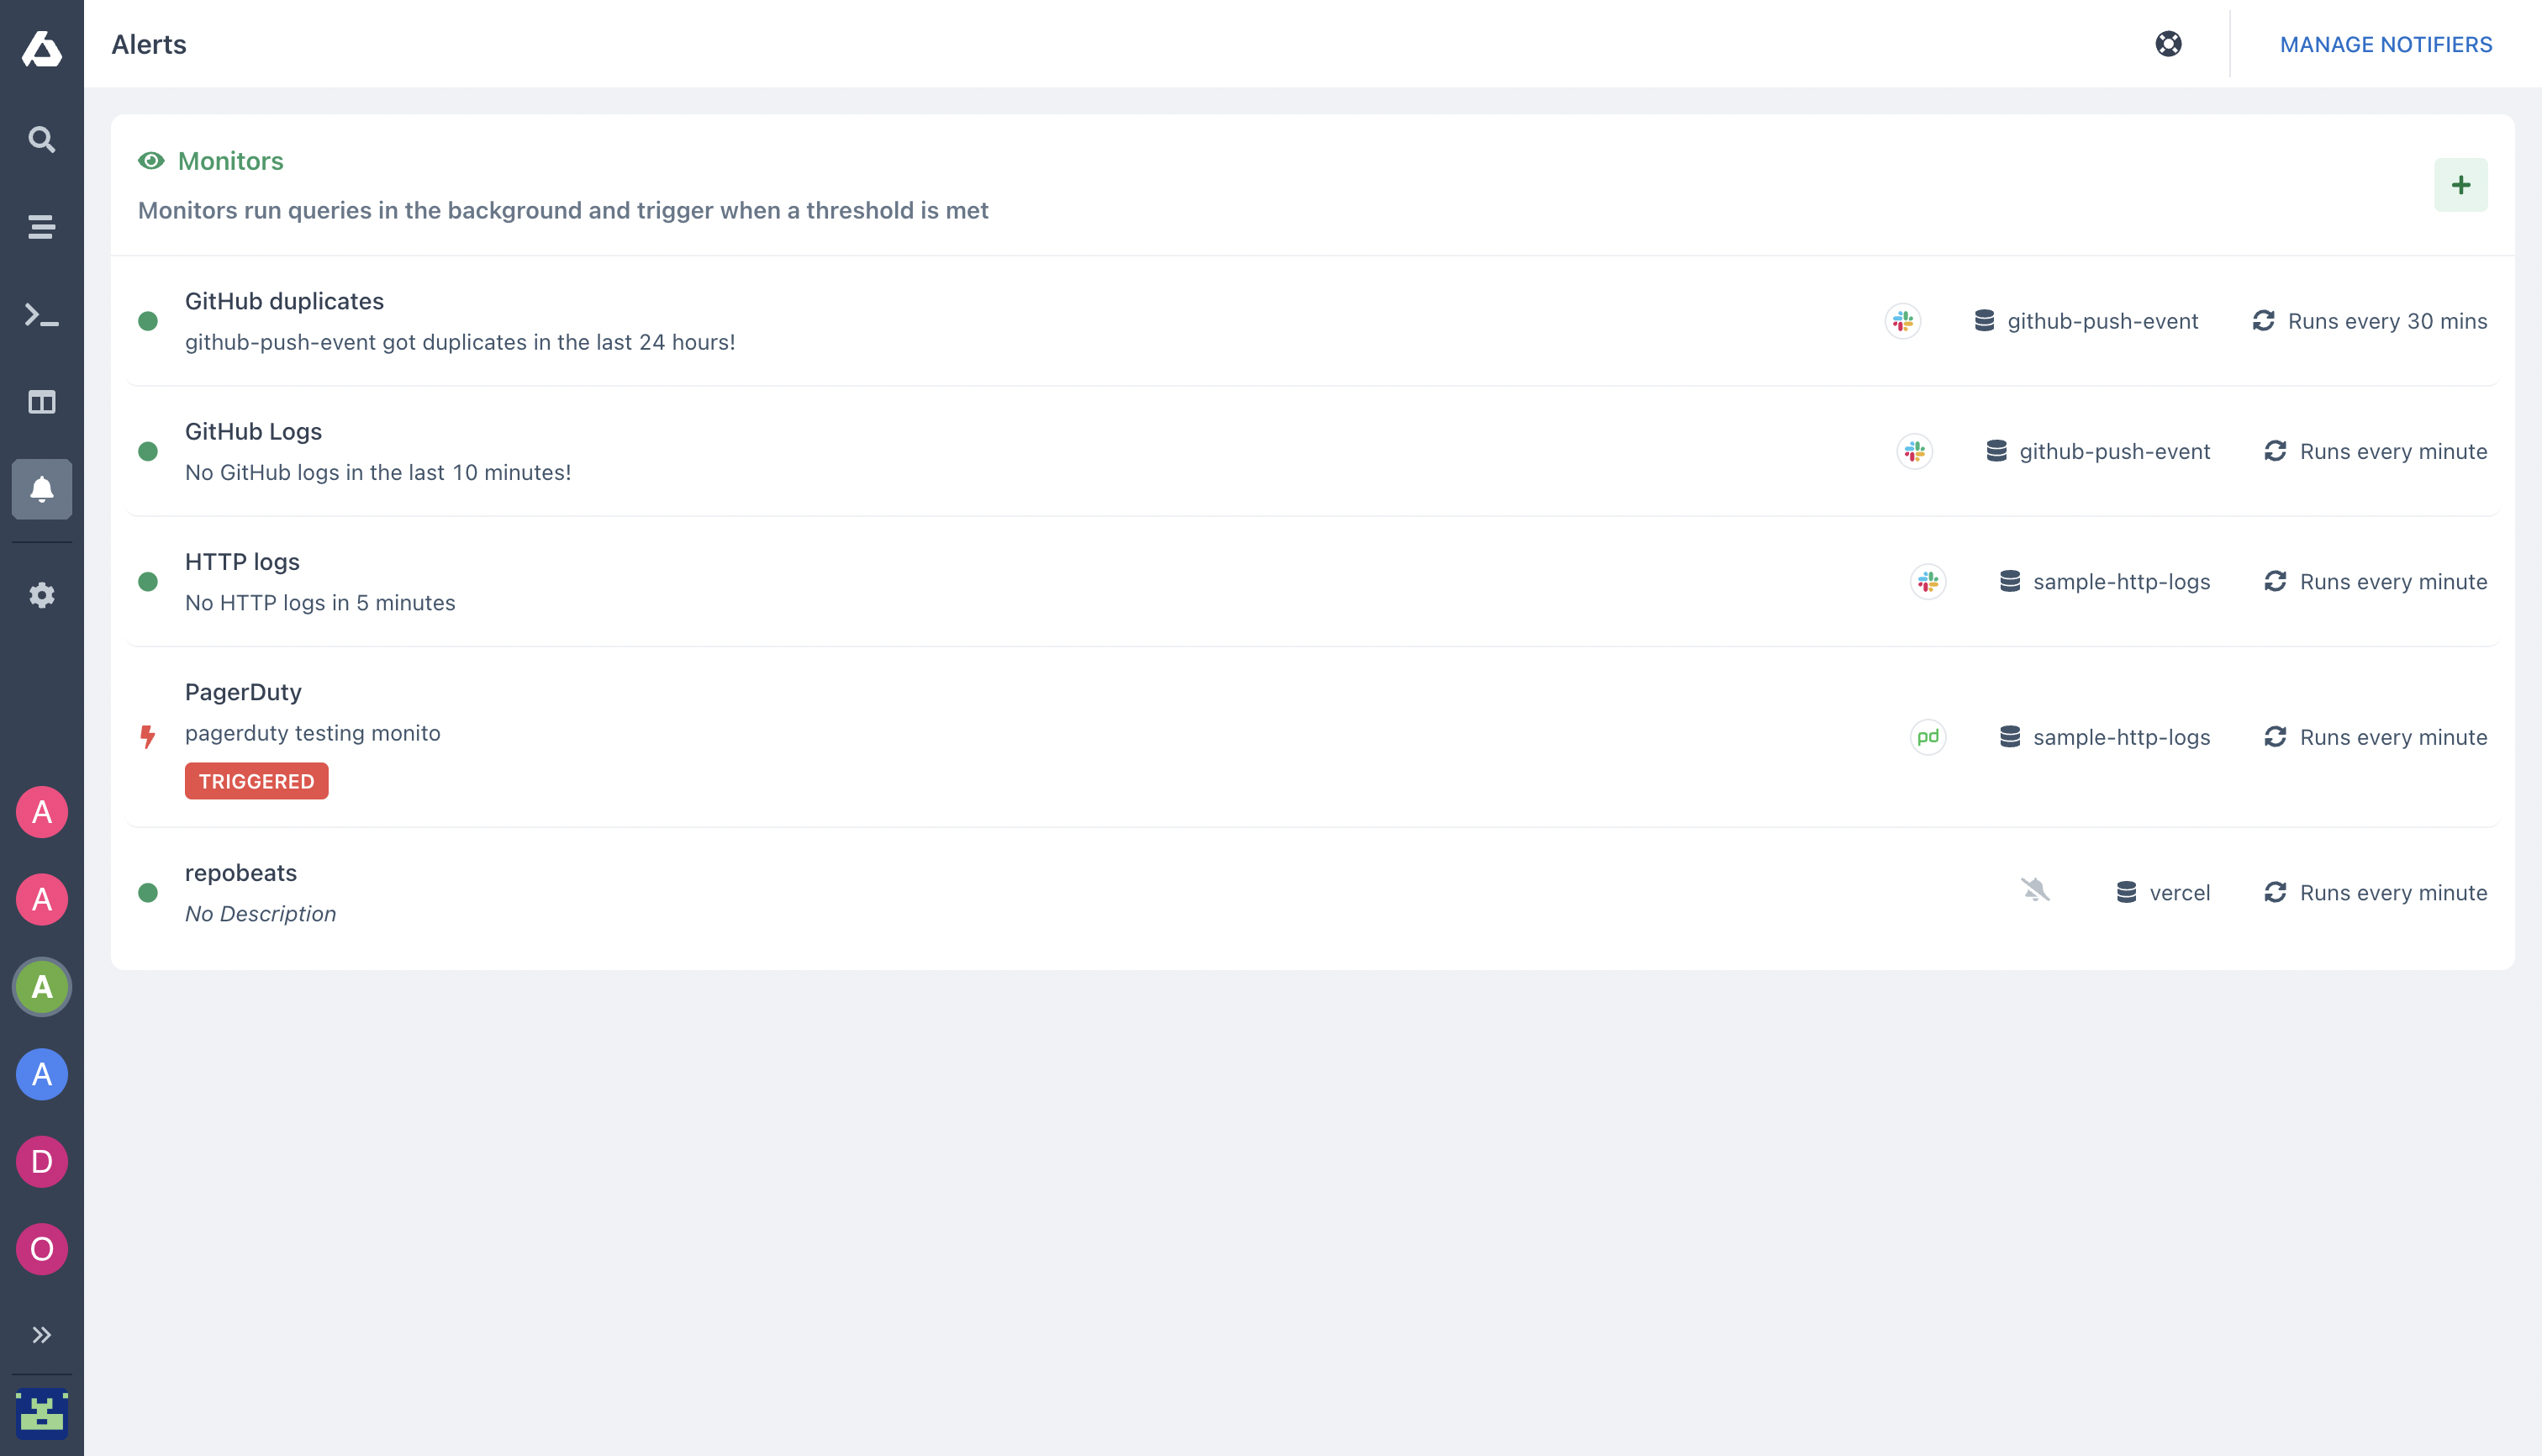 Alerts
MANAGE NOTIFIERS
Monitors
Monitors run queries in the background and trigger when a threshold is met
GitHub duplicates
github-push-event got duplicates in the last 24 hours!
github-push-event
Runs every 30 mins
GitHub Logs
No GitHub logs in the last 10 minutes!
github-push-event
Runs every minute
HTTP logs
No HTTP logs in 5 minutes
sample-http-logs
Runs every minute
PagerDuty
pagerduty testing monito
TRIGGERED
pd
sample-http-logs
Runs every minute
repobeats
No Description
vercel
Runs every minute
A
A
A
A
D
O